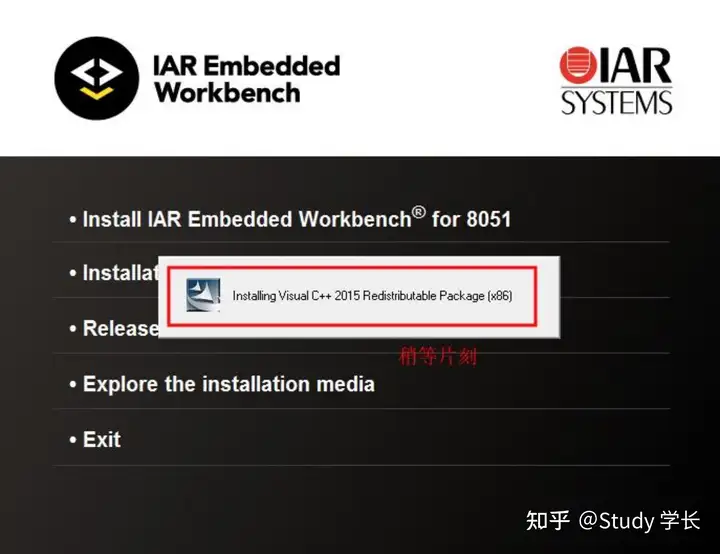 IAR Embedded
Workbench
IAR
SYSTEMS
• Install IAR Embedded Workbench® for 8051
• Installat
Installing Visual C++ 2015 Redistributable Package (x86)
• Release
稍等片刻
• Explore the installation media
• Exit
知乎 @Study 学长